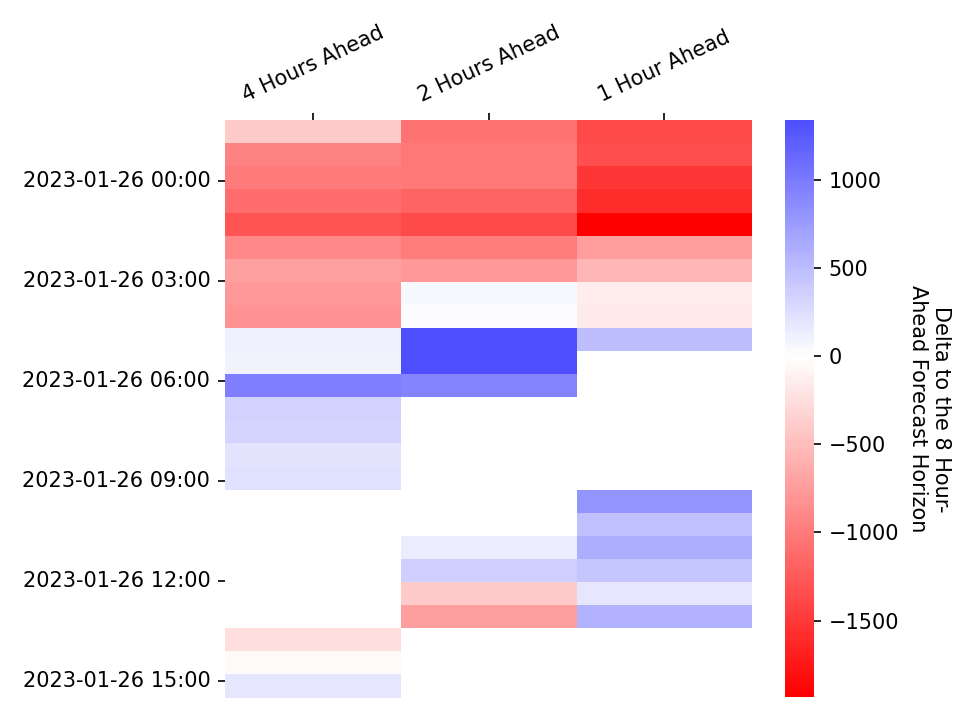 4 Hours Ahead
2 Hours Ahead
1 Hour Ahead
2023-01-26 00:00
2023-01-26 03:00
2023-01-26 06:00
2023-01-26 09:00
2023-01-26 12:00
2023-01-26 15:00
1000
500
0
−500
−1000
−1500
Delta to the 8 Hour-
Ahead Forecast Horizon